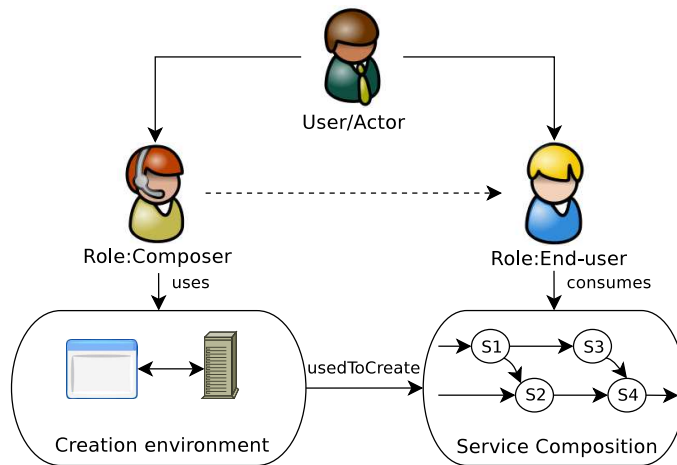 User/Actor
Role:Composer
Role:End-user
uses
consumes
S1
S3
usedToCreate
S2
S4
Creation environment
Service Composition